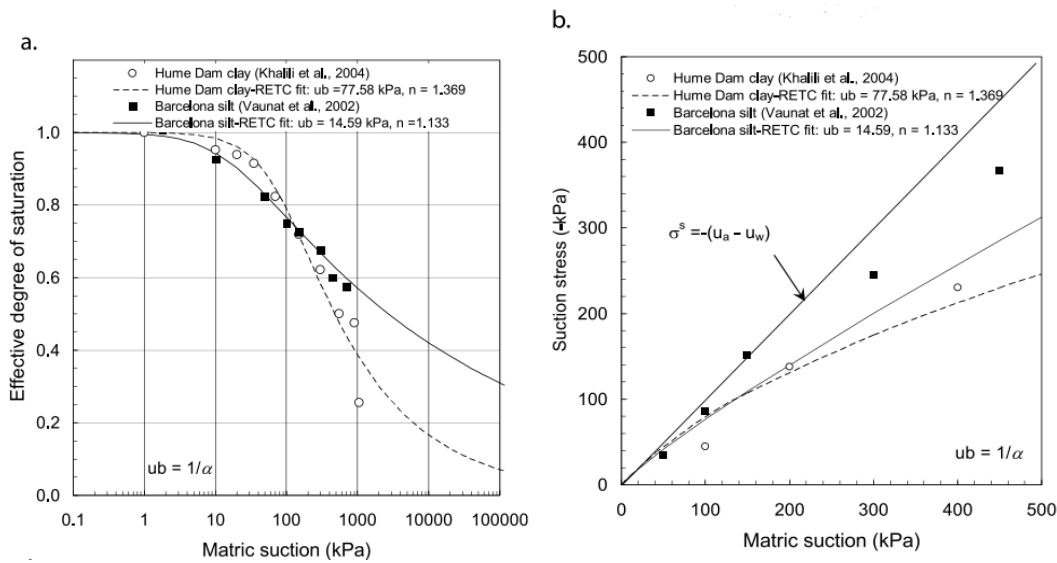 a.
Hume Dam clay (Khalili et al., 2004)
Hume Dam clay-RETC fit: ub =77.58 kPa, n = 1.369
Barcelona silt (Vaunat et al., 2002)
Barcelona silt-RETC fit: ub = 14.59 kPa, n =1.133
Effective degree of saturation
1.0
0.8
0.6
0.4
0.2
0.0
ub = 1/α
0.1 1 10 100 1000 10000 100000
Matric suction (kPa)
b.
Hume Dam clay (Khalili et al., 2004)
Hume Dam clay-RETC fit: ub = 77.58 kPa, n = 1.369
Barcelona silt (Vaunat et al., 2002)
Barcelona silt-RETC fit: ub = 14.59, n = 1.133
Suction stress (-kPa)
500
400
300
200
100
0
σˢ =-(uₐ - u_w)
ub = 1/α
0 100 200 300 400 500
Matric suction (kPa)